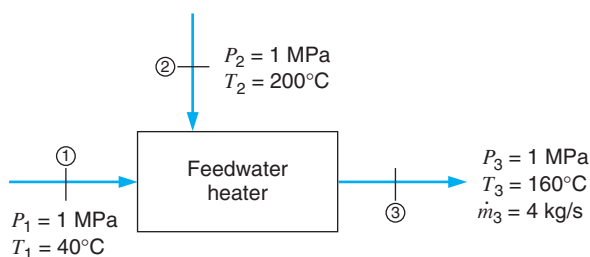 ②
P₂ = 1 MPa
T₂ = 200°C
①
P₁ = 1 MPa
T₁ = 40°C
Feedwater
heater
③
P₃ = 1 MPa
T₃ = 160°C
ṁ₃ = 4 kg/s